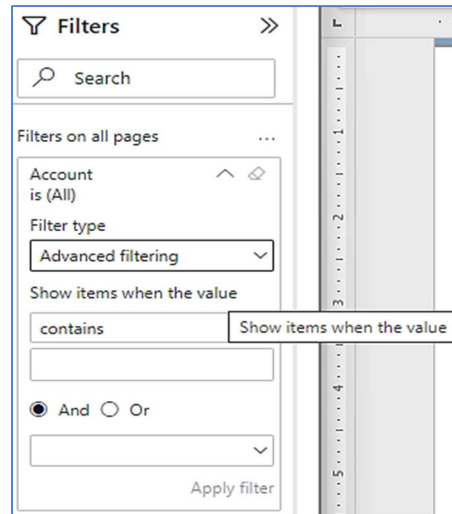 Filters
Search
Filters on all pages
...
Account
is (All)
Filter type
Advanced filtering
Show items when the value
contains
Show items when the value
And Or
Apply filter
1
2
3
4
5